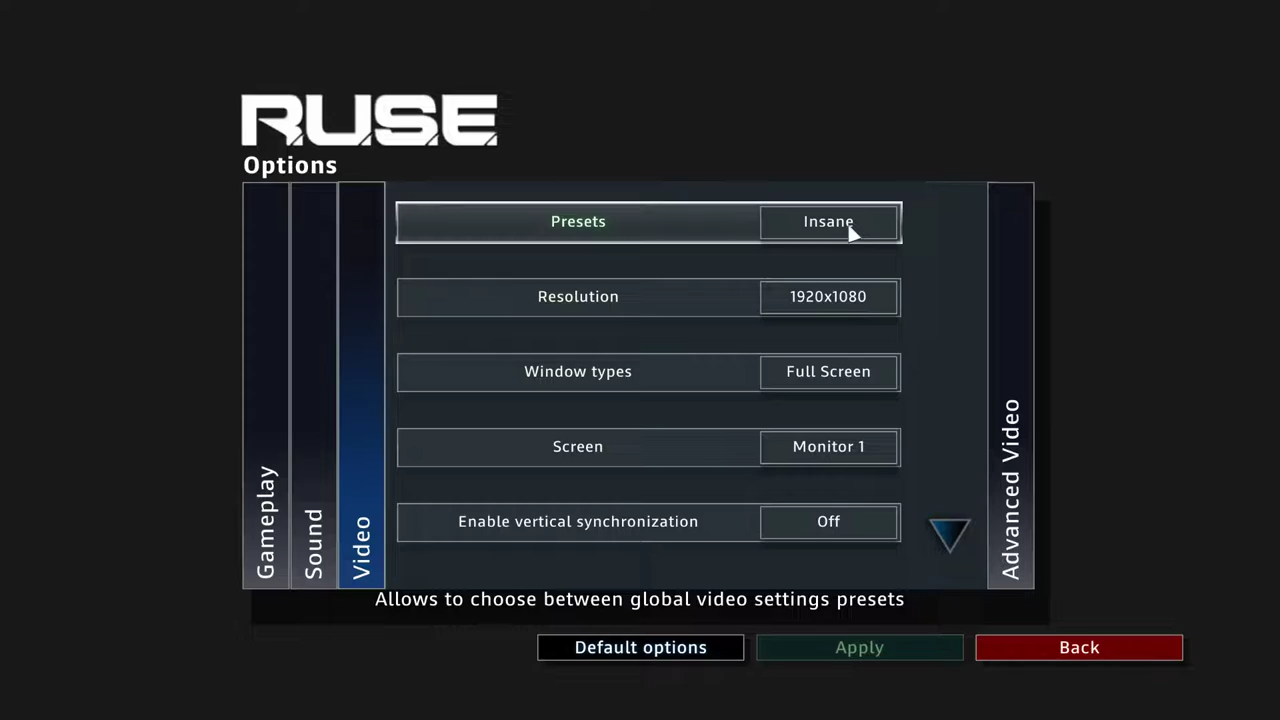 R.U.S.E
Options
Presets
Insane
Resolution
1920x1080
Window types
Full Screen
Screen
Monitor 1
Enable vertical synchronization
Off
Gameplay
Sound
Video
Advanced Video
Allows to choose between global video settings presets
Default options
Apply
Back